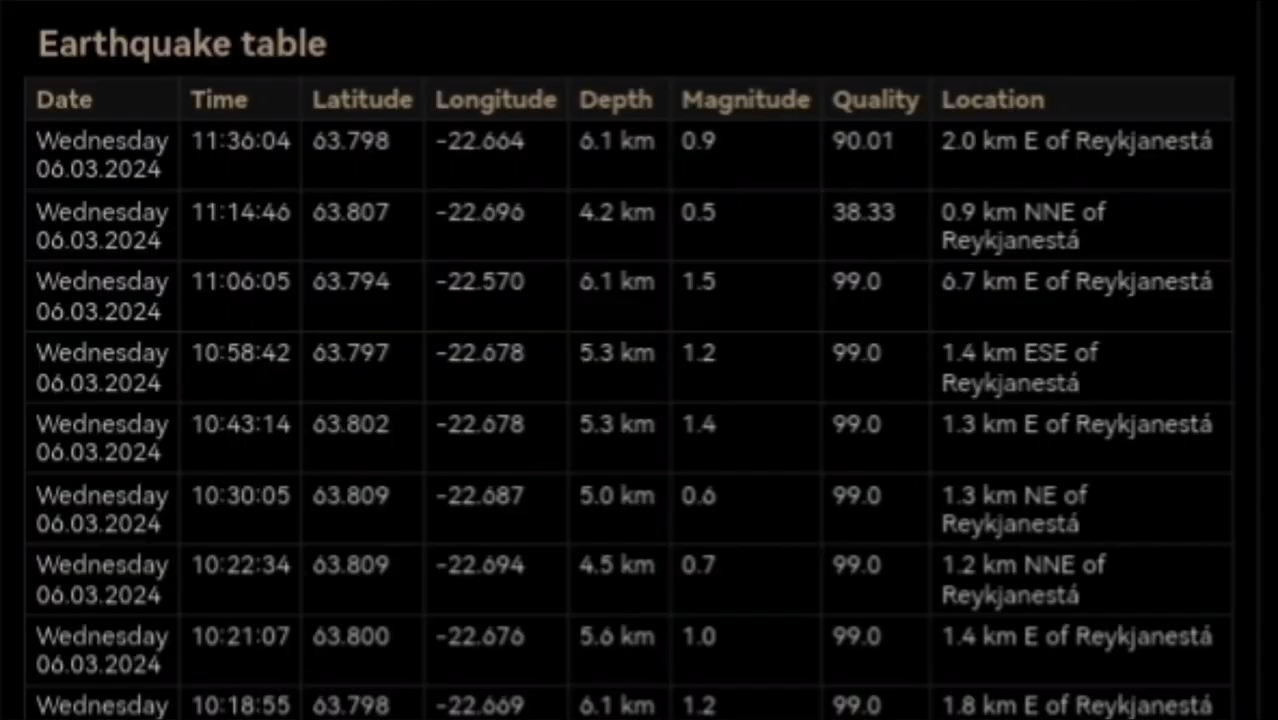 Earthquake table
Date Time Latitude Longitude Depth Magnitude Quality Location
Wednesday 11:36:04 63.798 -22.664 6.1 km 0.9 90.01 2.0 km E of Reykjanestá
06.03.2024
Wednesday 11:14:46 63.807 -22.696 4.2 km 0.5 38.33 0.9 km NNE of
06.03.2024 Reykjanestá
Wednesday 11:06:05 63.794 -22.570 6.1 km 1.5 99.0 6.7 km E of Reykjanestá
06.03.2024
Wednesday 10:58:42 63.797 -22.678 5.3 km 1.2 99.0 1.4 km ESE of
06.03.2024 Reykjanestá
Wednesday 10:43:14 63.802 -22.678 5.3 km 1.4 99.0 1.3 km E of Reykjanestá
06.03.2024
Wednesday 10:30:05 63.809 -22.687 5.0 km 0.6 99.0 1.3 km NE of
06.03.2024 Reykjanestá
Wednesday 10:22:34 63.809 -22.694 4.5 km 0.7 99.0 1.2 km NNE of
06.03.2024 Reykjanestá
Wednesday 10:21:07 63.800 -22.676 5.6 km 1.0 99.0 1.4 km E of Reykjanestá
06.03.2024
Wednesday 10:18:55 63.798 -22.669 6.1 km 1.2 99.0 1.8 km E of Reykjanestá